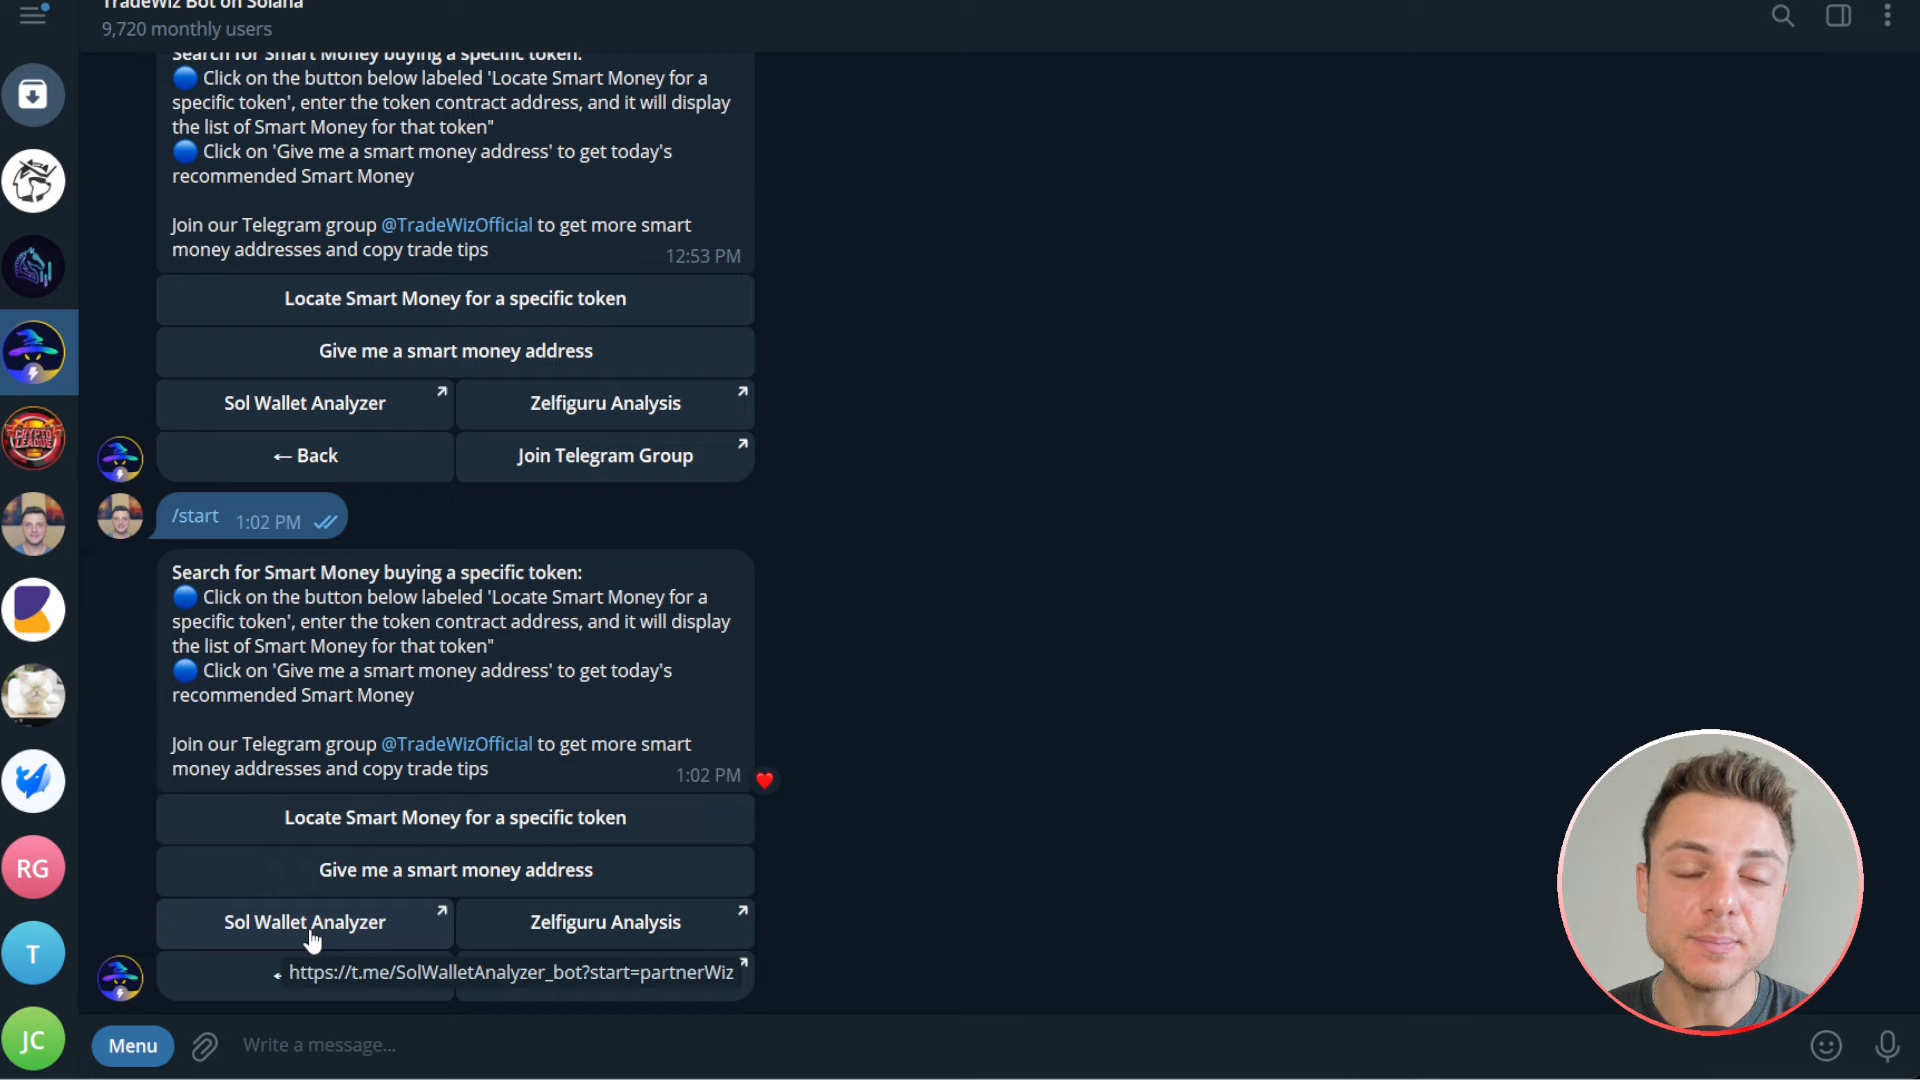 TradeWiz Bot on Solana
9,720 monthly users
Search for Smart Money buying a specific token:
🔵 Click on the button below labeled 'Locate Smart Money for a
specific token', enter the token contract address, and it will display
the list of Smart Money for that token"
🔵 Click on 'Give me a smart money address' to get today's
recommended Smart Money
Join our Telegram group @TradeWizOfficial to get more smart
money addresses and copy trade tips
12:53 PM
Locate Smart Money for a specific token
Give me a smart money address
Sol Wallet Analyzer
Zelfiguru Analysis
← Back
Join Telegram Group
/start 1:02 PM
Search for Smart Money buying a specific token:
🔵 Click on the button below labeled 'Locate Smart Money for a
specific token', enter the token contract address, and it will display
the list of Smart Money for that token"
🔵 Click on 'Give me a smart money address' to get today's
recommended Smart Money
Join our Telegram group @TradeWizOfficial to get more smart
money addresses and copy trade tips
1:02 PM
Locate Smart Money for a specific token
Give me a smart money address
Sol Wallet Analyzer
Zelfiguru Analysis
https://t.me/SolWalletAnalyzer_bot?start=partnerWiz
Menu
Write a message...
CRYPTO
LEAGUE
RG
T
JC